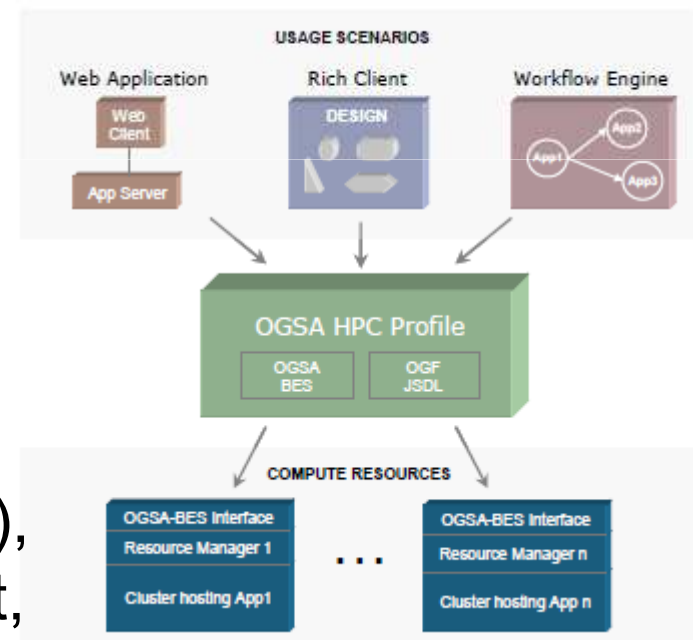 USAGE SCENARIOS
Web Application
Rich Client
Workflow Engine
Web
Client
App Server
DESIGN
App1
App2
App3
OGSA HPC Profile
OGSA
BES
OGF
JSDL
COMPUTE RESOURCES
OGSA-BES Interface
Resource Manager 1
Cluster hosting App1
. . .
OGSA-BES Interface
Resource Manager n
Cluster hosting App n
),
t,